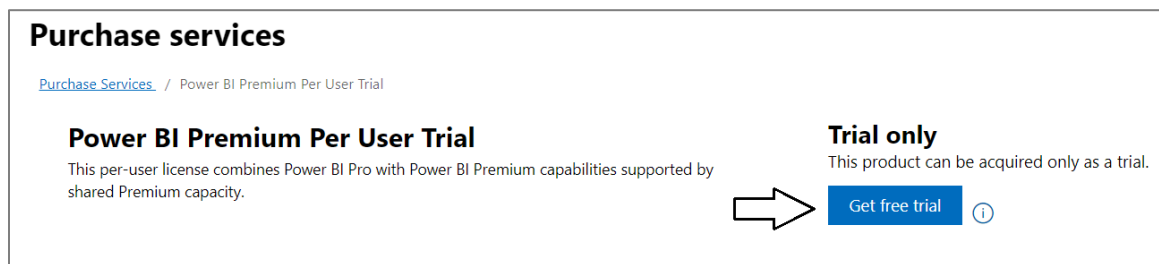 Purchase services
Purchase Services / Power BI Premium Per User Trial
Power BI Premium Per User Trial
This per-user license combines Power BI Pro with Power BI Premium capabilities supported by
shared Premium capacity.
Trial only
This product can be acquired only as a trial.
Get free trial